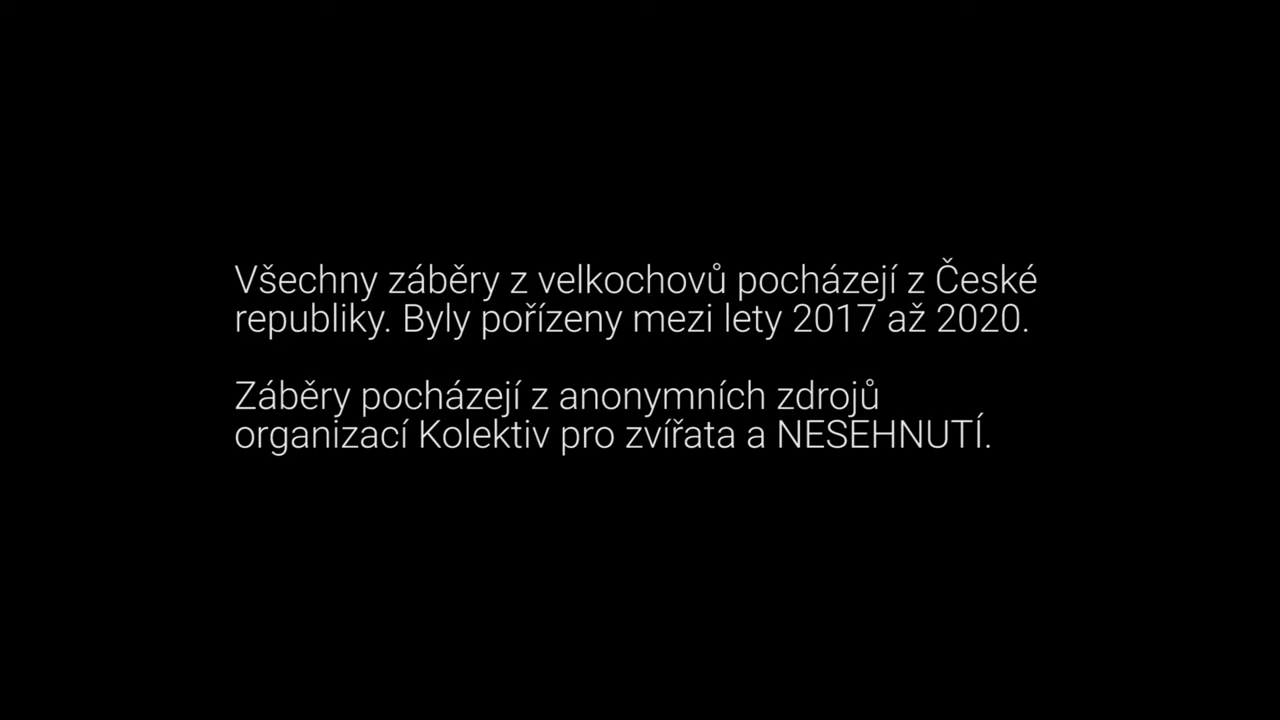 Všechny záběry z velkochovů pocházejí z České
republiky. Byly pořízeny mezi lety 2017 až 2020.
Záběry pocházejí z anonymních zdrojů
organizací Kolektiv pro zvířata a NESEHNUTÍ.